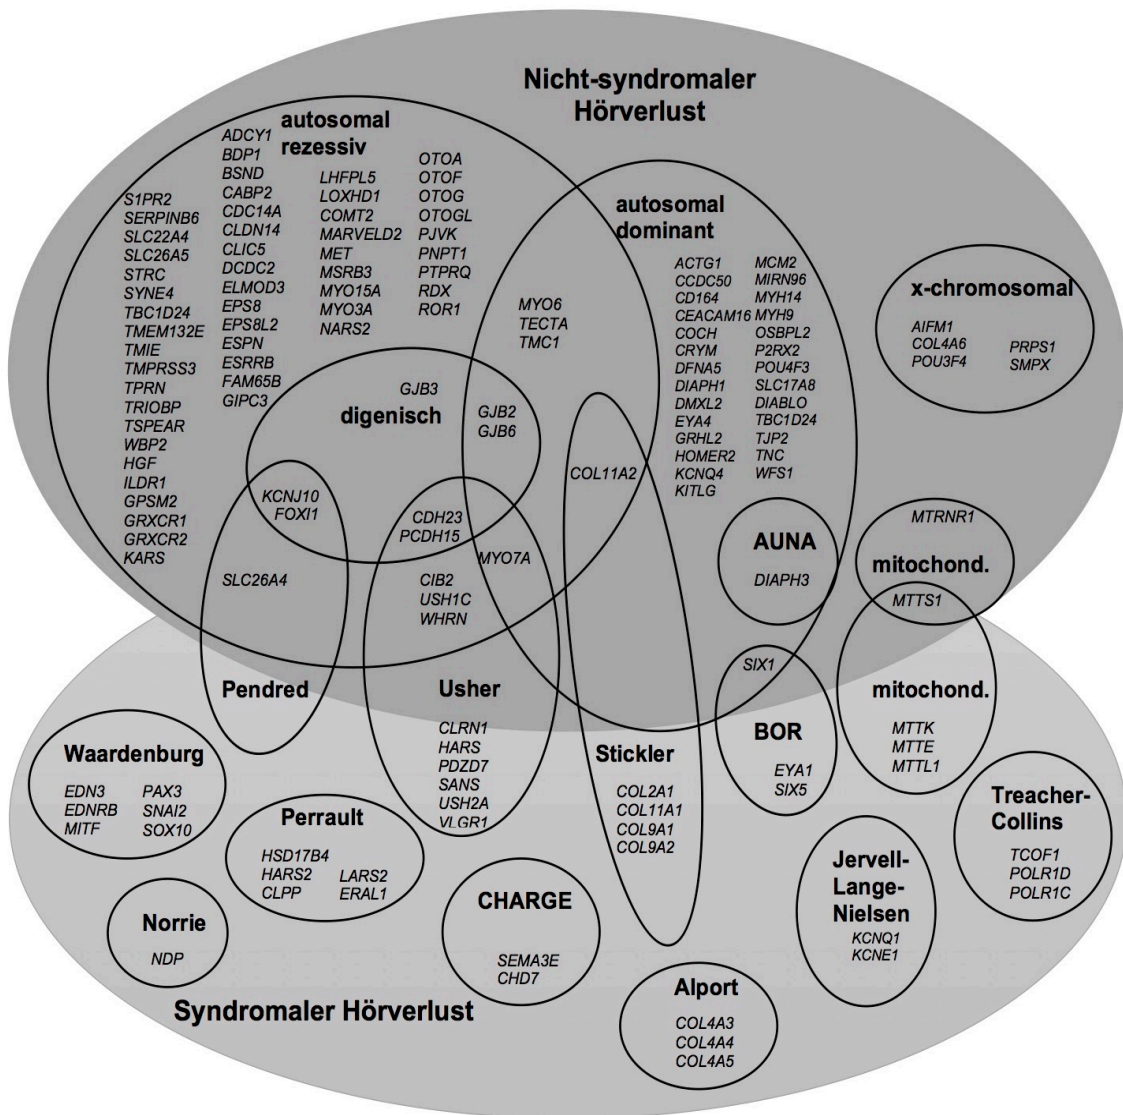 Nicht-syndromaler
Hörverlust
autosomal
rezessiv
S1PR2
SERPINB6
SLC22A4
SLC26A5
STRC
SYNE4
TBC1D24
TMEM132E
TMIE
TMPRSS3
TPRN
TRIOBP
TSPEAR
WBP2
HGF
ILDR1
GPSM2
GRXCR1
GRXCR2
KARS
ADCY1
BDP1
BSND
CABP2
CDC14A
CLDN14
CLIC5
DCDC2
ELMOD3
EPS8
EPS8L2
ESPN
ESRRB
FAM65B
GIPC3
LHFPL5
LOXHD1
COMT2
MARVELD2
MET
MSRB3
MYO15A
MYO3A
NARS2
OTOA
OTOF
OTOG
OTOGL
PJVK
PNPT1
PTPRQ
RDX
ROR1
MYO6
TECTA
TMC1
autosomal
dominant
ACTG1
CCDC50
CD164
CEACAM16
COCH
CRYM
DFNA5
DIAPH1
DMXL2
EYA4
GRHL2
HOMER2
KCNQ4
KITLG
MCM2
MIRN96
MYH14
MYH9
OSBPL2
P2RX2
POU4F3
SLC17A8
DIABLO
TBC1D24
TJP2
TNC
WFS1
x-chromosomal
AIFM1
COL4A6
POU3F4
PRPS1
SMPX
GJB3
digenisch
GJB2
GJB6
COL11A2
KCNJ10
FOXI1
CDH23
PCDH15
MYO7A
SLC26A4
CIB2
USH1C
WHRN
AUNA
DIAPH3
MTRNR1
mitochond.
MTTS1
Pendred
Usher
CLRN1
HARS
PDZD7
SANS
USH2A
VLGR1
Stickler
COL2A1
COL11A1
COL9A1
COL9A2
SIX1
BOR
EYA1
SIX5
mitochond.
MTTK
MTTE
MTTL1
Waardenburg
EDN3
EDNRB
MITF
PAX3
SNAI2
SOX10
Perrault
HSD17B4
HARS2
CLPP
LARS2
ERAL1
Treacher-
Collins
TCOF1
POLR1D
POLR1C
Jervell-
Lange-
Nielsen
KCNQ1
KCNE1
Norrie
NDP
CHARGE
SEMA3E
CHD7
Alport
COL4A3
COL4A4
COL4A5
Syndromaler Hörverlust